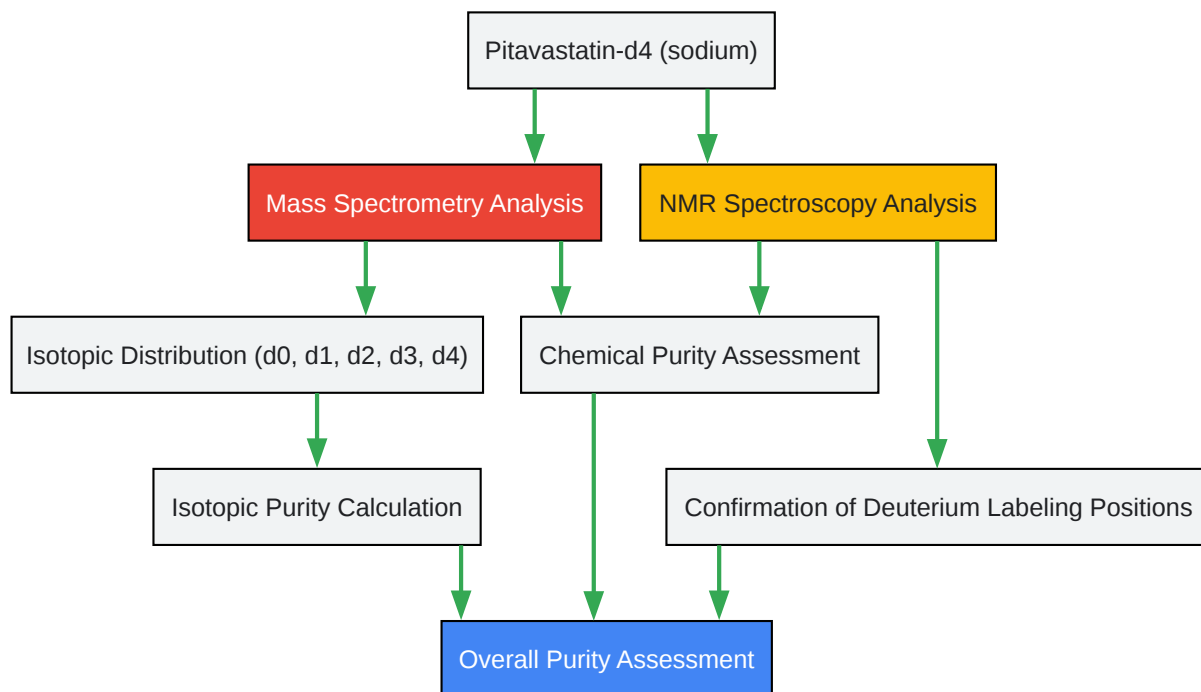 Pitavastatin-d4 (sodium)
Mass Spectrometry Analysis
NMR Spectroscopy Analysis
Isotopic Distribution (d0, d1, d2, d3, d4)
Chemical Purity Assessment
Isotopic Purity Calculation
Confirmation of Deuterium Labeling Positions
Overall Purity Assessment